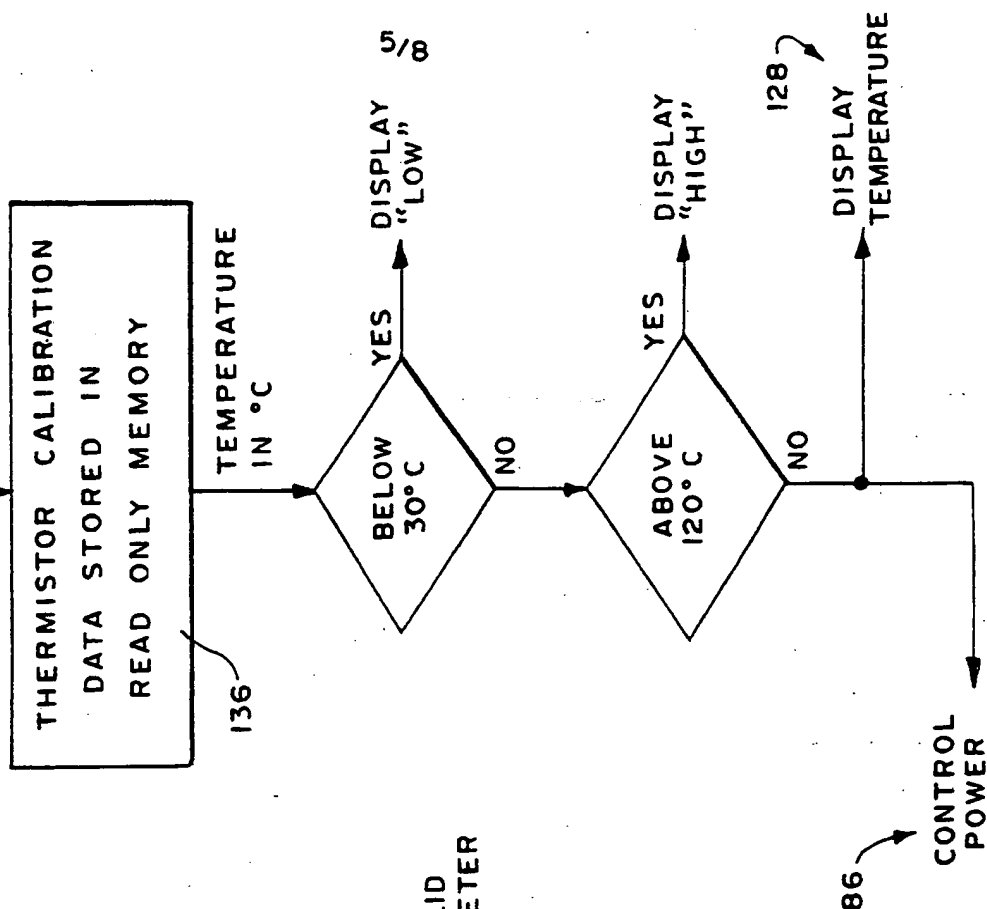 5/8
THERMISTOR CALIBRATION
DATA STORED IN
READ ONLY MEMORY
136
TEMPERATURE
IN °C
BELOW
30°C
YES
DISPLAY
"LOW"
NO
ABOVE
120°C
YES
DISPLAY
"HIGH"
NO
128
DISPLAY
TEMPERATURE
86
CONTROL
POWER